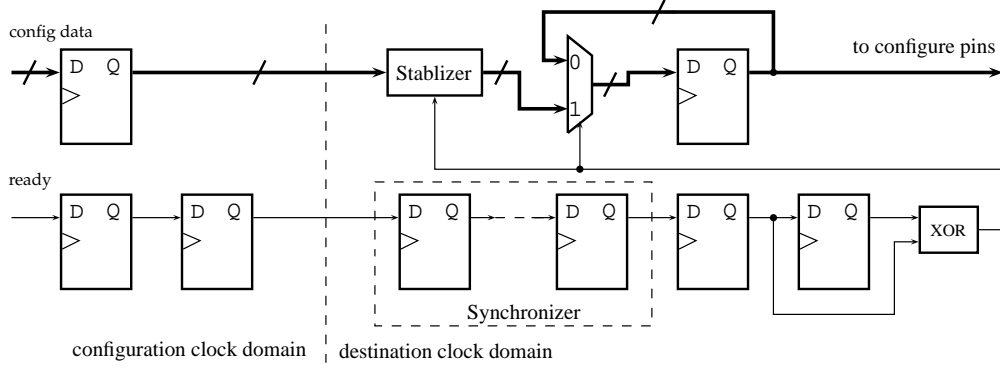 config data
to configure pins
D Q
Stablizer
0
1
D Q
ready
D Q
D Q
D Q
D Q
D Q
D Q
XOR
Synchronizer
configuration clock domain
destination clock domain